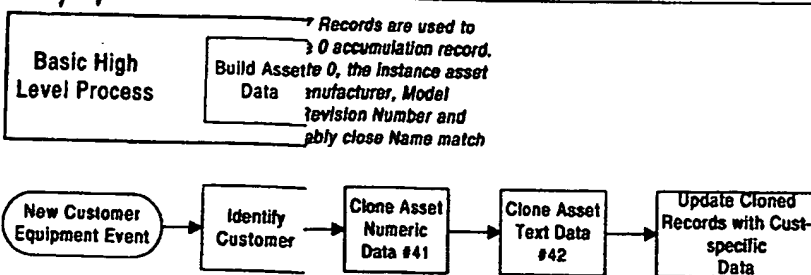 Records are used to
0 accumulation record.
0, the instance asset
Model
Revision Number and
close Name match
Basic High
Level Process
Build Asset
Data
New Customer
Equipment Event
Identify
Customer
Clone Asset
Numeric
Data #41
Clone Asset
Text Data
#42
Update Cloned
Records with Cust-
specific
Data